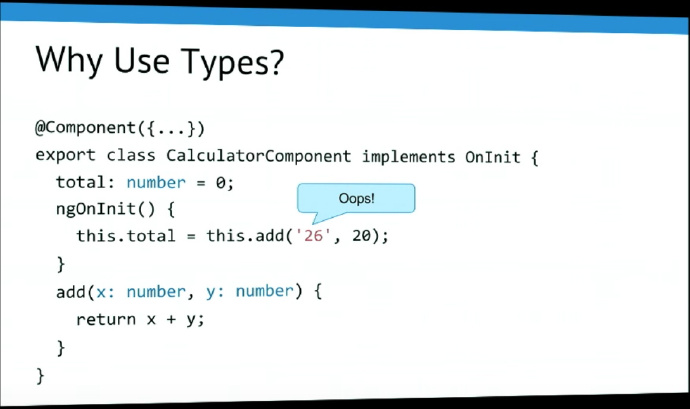 Why Use Types?
@Component({...})
export class CalculatorComponent implements OnInit {
total: number = 0;
ngOnInit() {
Oops!
this.total = this.add('26', 20);
}
add(x: number, y: number) {
return x + y;
}
}